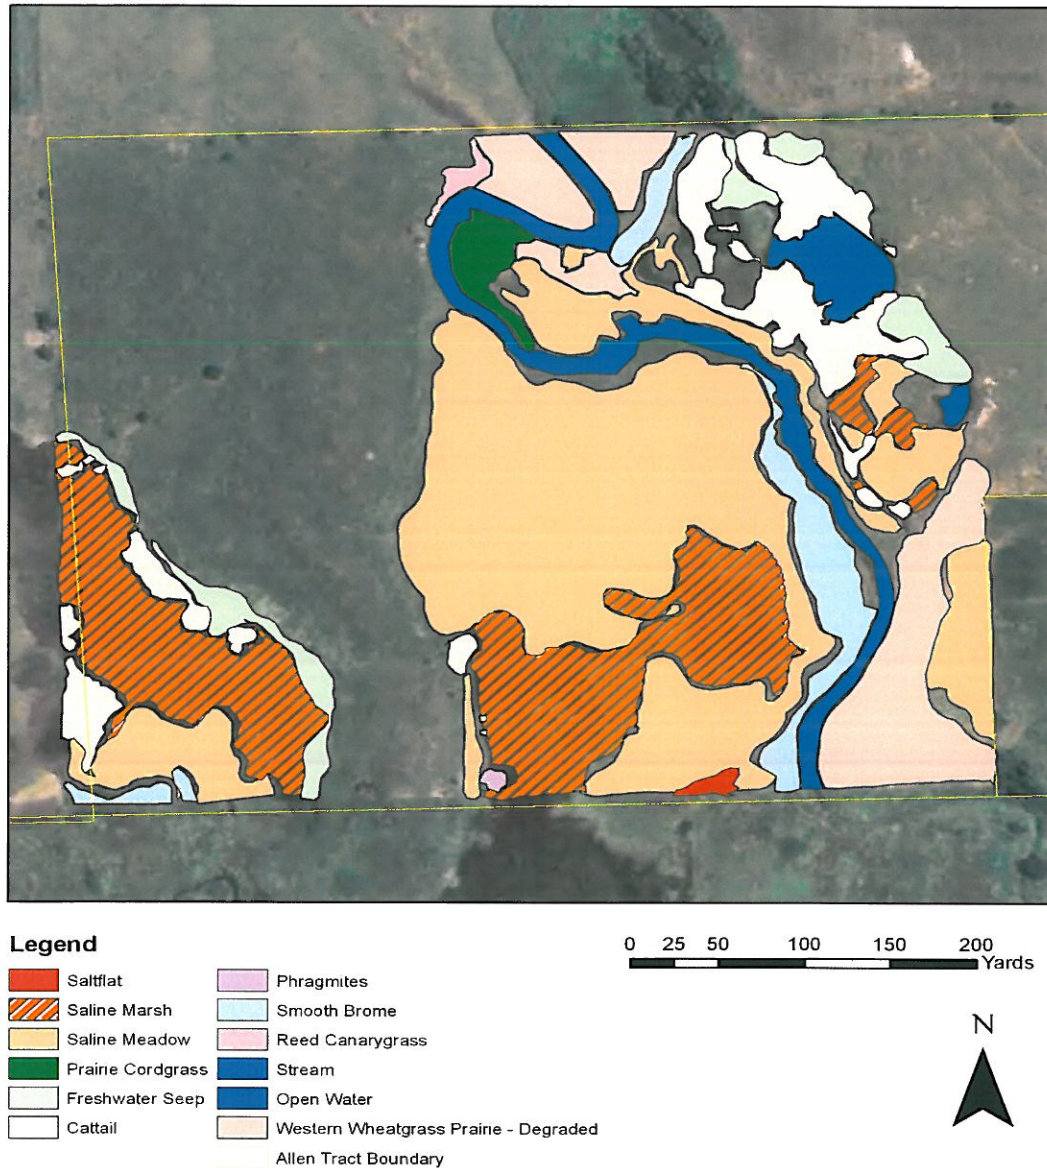 Legend
Saltflat
Saline Marsh
Saline Meadow
Prairie Cordgrass
Freshwater Seep
Cattail
Phragmites
Smooth Brome
Reed Canarygrass
Stream
Open Water
Western Wheatgrass Prairie - Degraded
Allen Tract Boundary
0 25 50 100 150 200
Yards
N